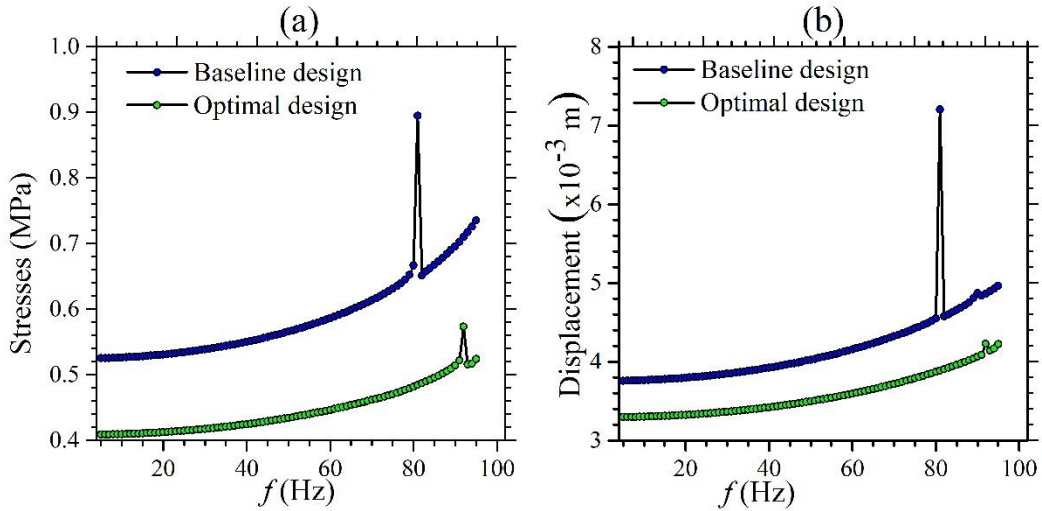 (a)
Stresses (MPa)
1.0
0.9
0.8
0.7
0.6
0.5
0.4
Baseline design
Optimal design
20
40
60
80
100
f (Hz)
(b)
Displacement (x10⁻³ m)
8
7
6
5
4
3
Baseline design
Optimal design
20
40
60
80
100
f (Hz)